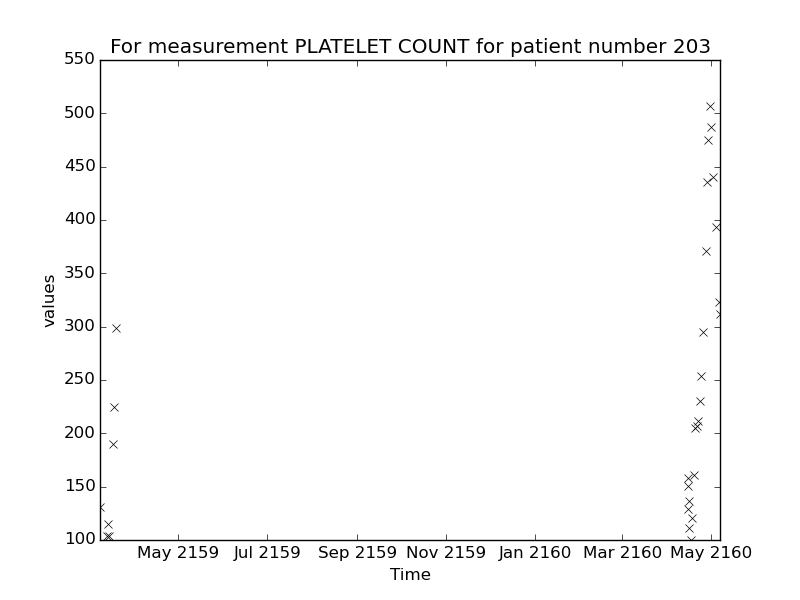 For measurement PLATELET COUNT for patient number 203
550
500
450
400
350
300
250
200
150
100
values
May 2159 Jul 2159 Sep 2159 Nov 2159 Jan 2160 Mar 2160 May 2160
Time